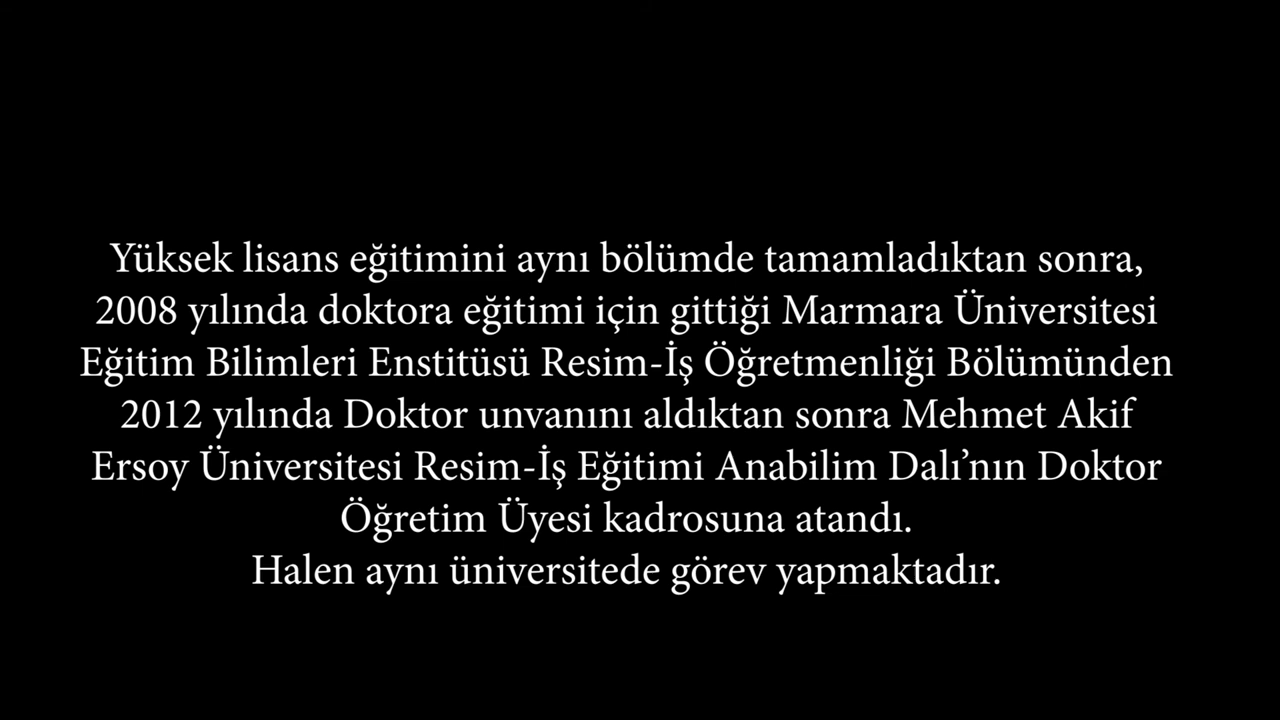 Yüksek lisans eğitimini aynı bölümde tamamladıktan sonra,
2008 yılında doktora eğitimi için gittiği Marmara Üniversitesi
Eğitim Bilimleri Enstitüsü Resim-İş Öğretmenliği Bölümünden
2012 yılında Doktor unvanını aldıktan sonra Mehmet Akif
Ersoy Üniversitesi Resim-İş Eğitimi Anabilim Dalı’nın Doktor
Öğretim Üyesi kadrosuna atandı.
Halen aynı üniversitede görev yapmaktadır.